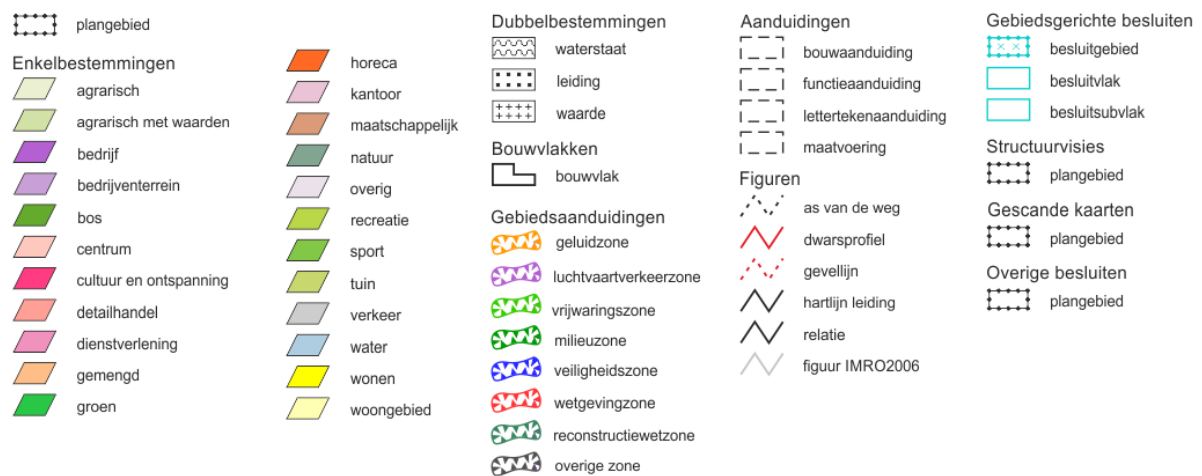 plangebied
Enkelbestemmingen
agrarisch
agrarisch met waarden
bedrijf
bedrijventerrein
bos
centrum
cultuur en ontspanning
detailhandel
dienstverlening
gemengd
groen
horeca
kantoor
maatschappelijk
natuur
overig
recreatie
sport
tuin
verkeer
water
wonen
woongebied
Dubbelbestemmingen
waterstaat
leiding
waarde
Bouwvlakken
bouwvlak
Gebiedsaanduidingen
geluidzone
luchtvaartverkeerzone
vrijwaringszone
milieuzone
veiligheidszone
wetgevingzone
reconstructiewetzone
overige zone
Aanduidingen
bouwaanduiding
functieaanduiding
lettertekenaanduiding
maatvoering
Figuren
as van de weg
dwarsprofiel
gevellijn
hartlijn leiding
relatie
figuur IMRO2006
Gebiedsgerichte besluiten
besluitgebied
besluitvlak
besluitsubvlak
Structuurvisies
plangebied
Gescande kaarten
plangebied
Overige besluiten
plangebied